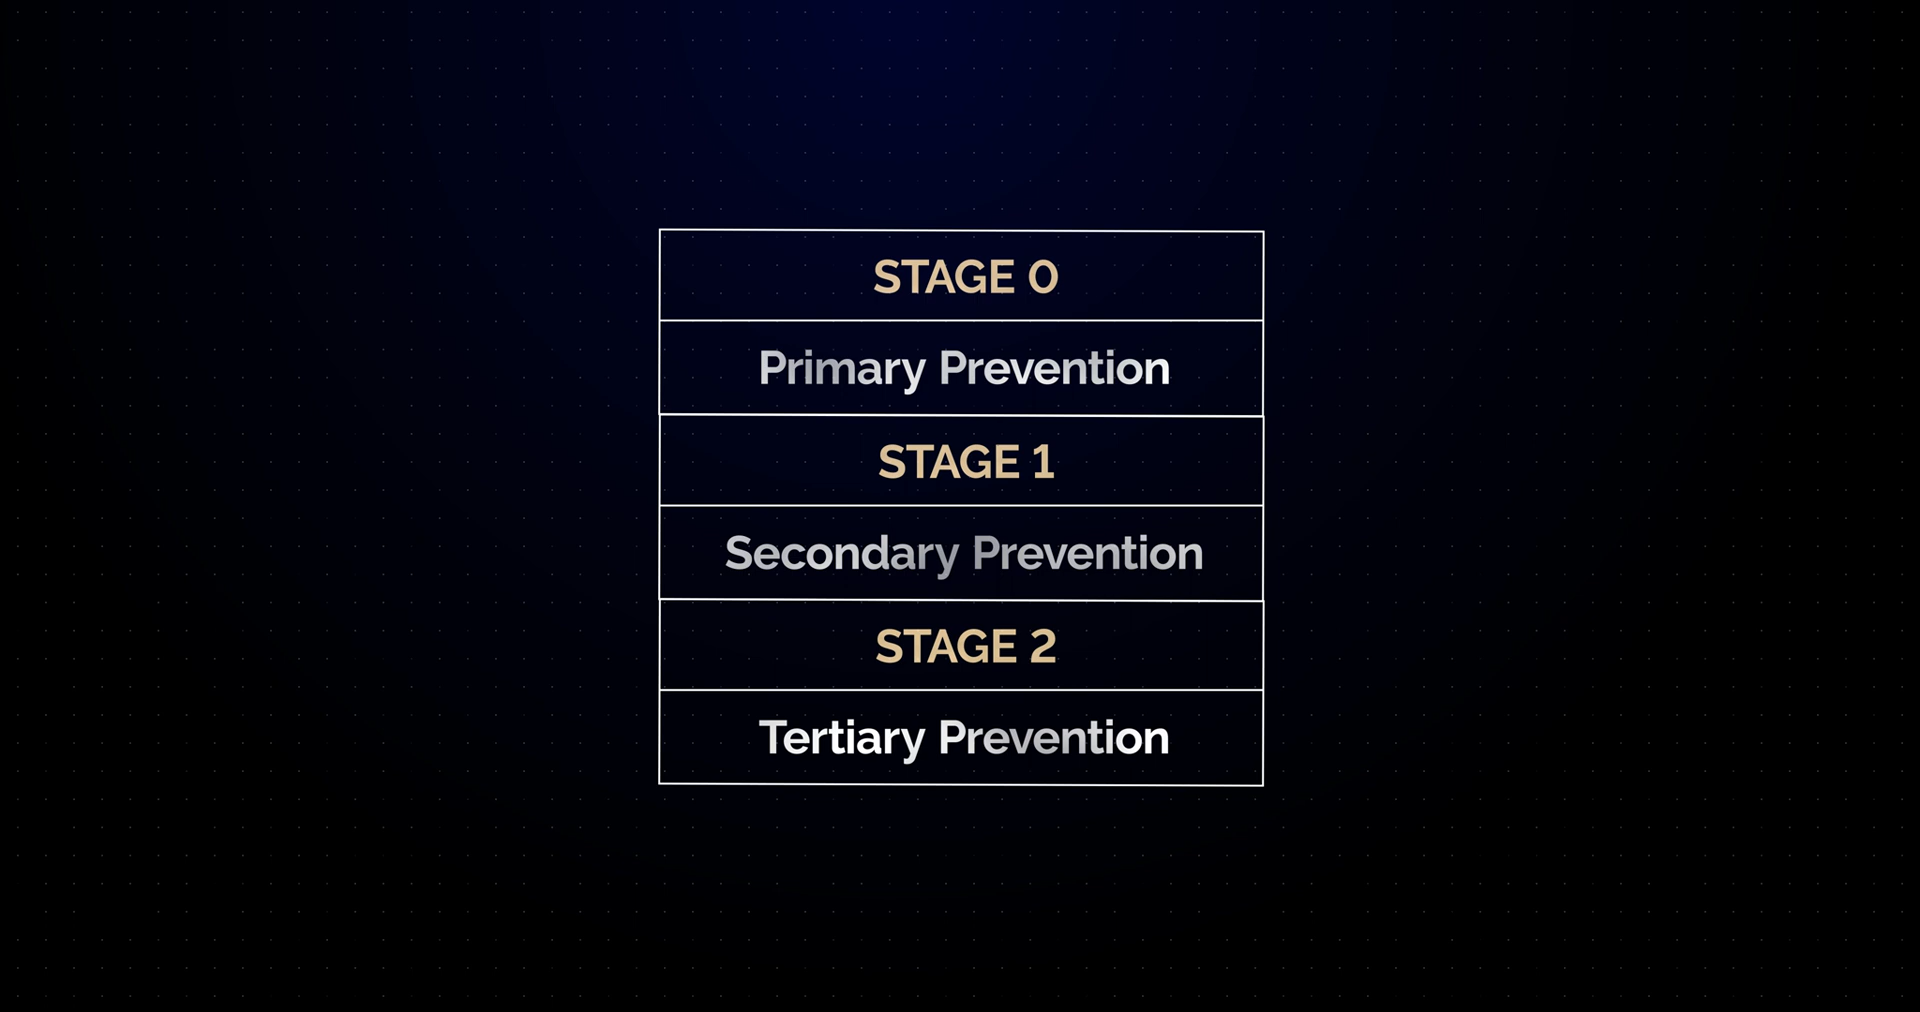 STAGE 0
Primary Prevention
STAGE 1
Secondary Prevention
STAGE 2
Tertiary Prevention